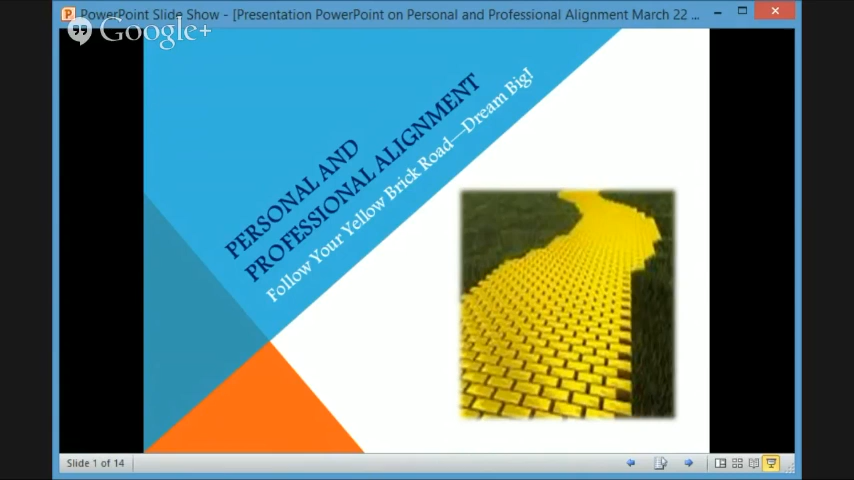 PowerPoint Slide Show - [Presentation PowerPoint on Personal and Professional Alignment March 22 ...
Google+
PERSONAL AND
PROFESSIONAL ALIGNMENT
Follow Your Yellow Brick Road—Dream Big!
Slide 1 of 14